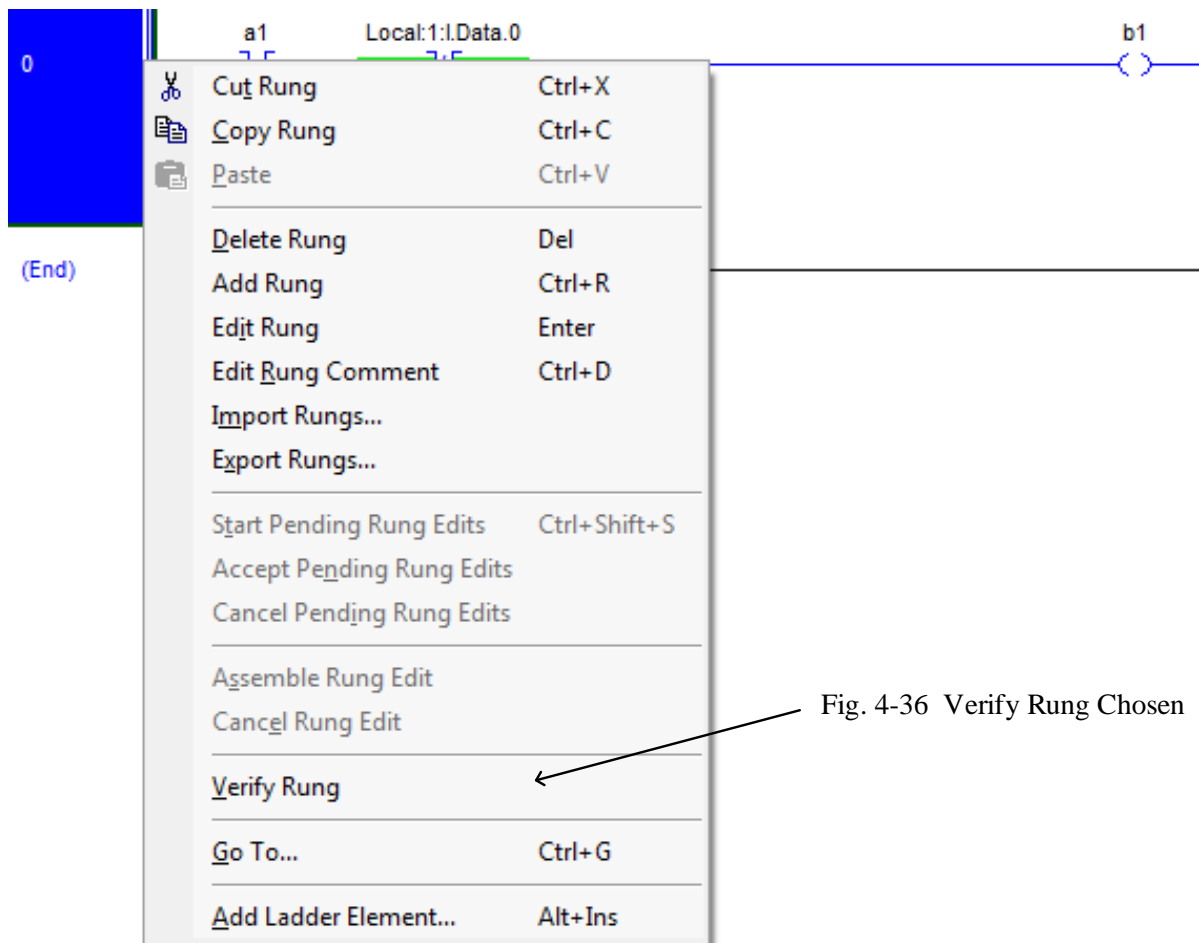 a1 Local:1:I.Data.0 b1
0
Cut Rung Ctrl+X
Copy Rung Ctrl+C
Paste Ctrl+V
Delete Rung Del
(End)
Add Rung Ctrl+R
Edit Rung Enter
Edit Rung Comment Ctrl+D
Import Rungs...
Export Rungs...
Start Pending Rung Edits Ctrl+Shift+S
Accept Pending Rung Edits
Cancel Pending Rung Edits
Assemble Rung Edit
Cancel Rung Edit
Fig. 4-36 Verify Rung Chosen
Verify Rung
Go To... Ctrl+G
Add Ladder Element... Alt+Ins